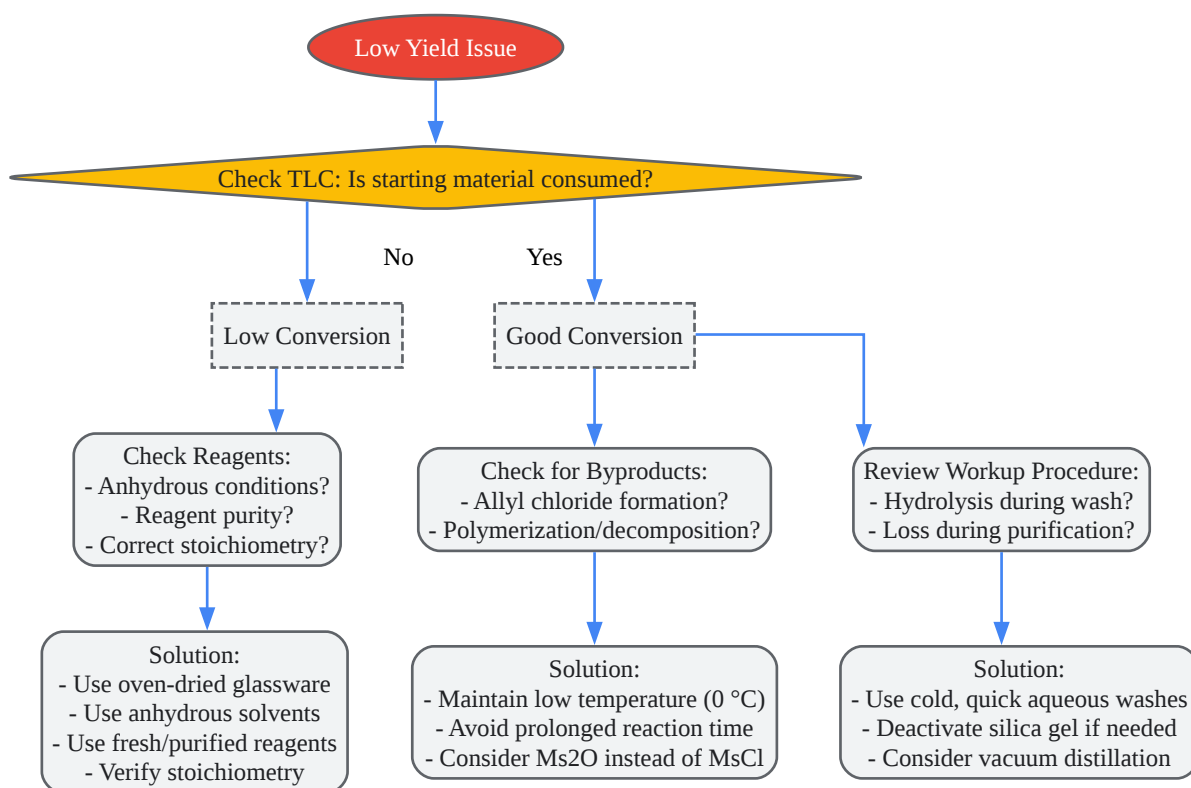 Low Yield Issue
Check TLC: Is starting material consumed?
No
Yes
Low Conversion
Good Conversion
Check Reagents:
- Anhydrous conditions?
- Reagent purity?
- Correct stoichiometry?
Check for Byproducts:
- Allyl chloride formation?
- Polymerization/decomposition?
Review Workup Procedure:
- Hydrolysis during wash?
- Loss during purification?
Solution:
- Use oven-dried glassware
- Use anhydrous solvents
- Use fresh/purified reagents
- Verify stoichiometry
Solution:
- Maintain low temperature (0 °C)
- Avoid prolonged reaction time
- Consider Ms2O instead of MsCl
Solution:
- Use cold, quick aqueous washes
- Deactivate silica gel if needed
- Consider vacuum distillation